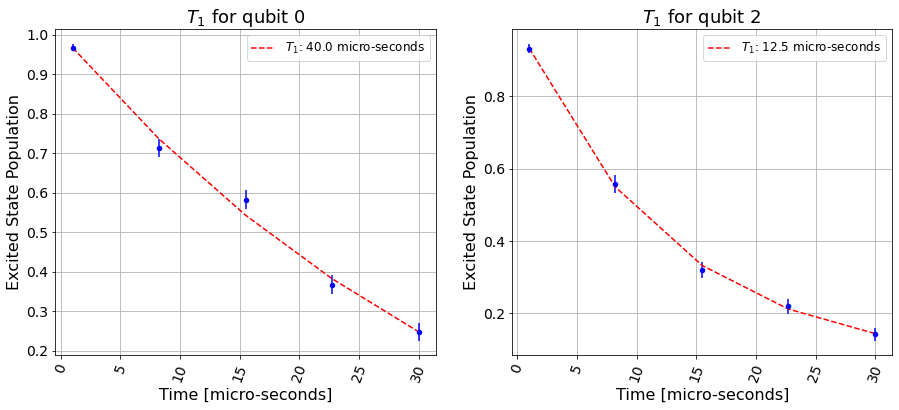 T₁ for qubit 0
1.0
0.9
0.8
0.7
0.6
0.5
0.4
0.3
0.2
Excited State Population
T₁: 40.0 micro-seconds
0 5 10 15 20 25 30
Time [micro-seconds]
T₁ for qubit 2
0.8
0.6
0.4
0.2
Excited State Population
T₁: 12.5 micro-seconds
0 5 10 15 20 25 30
Time [micro-seconds]